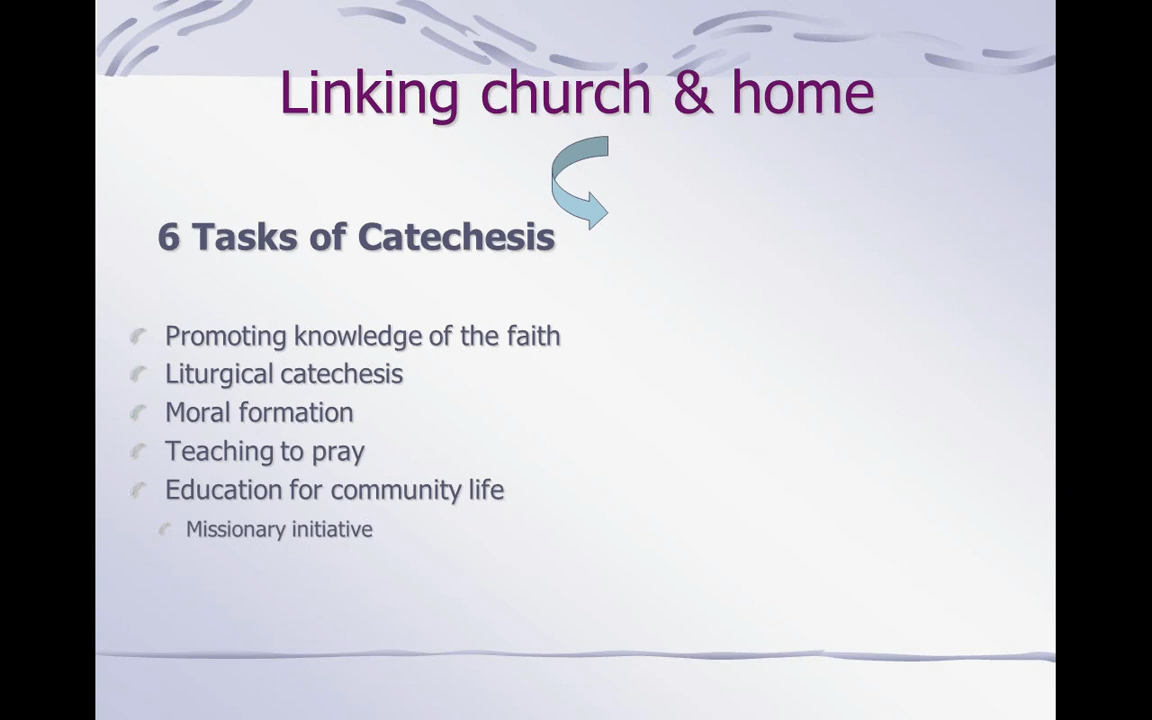 Linking church & home
6 Tasks of Catechesis
Promoting knowledge of the faith
Liturgical catechesis
Moral formation
Teaching to pray
Education for community life
Missionary initiative